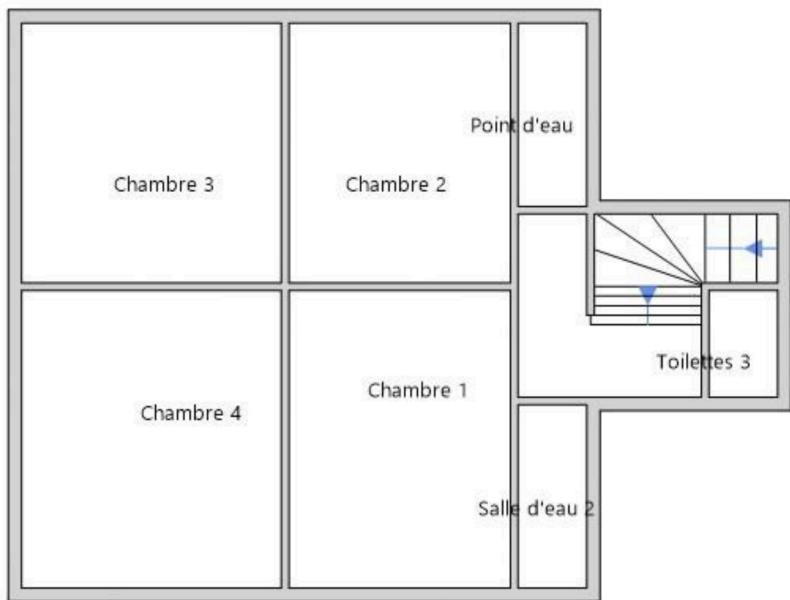 Point d'eau
Chambre 3
Chambre 2
Toilettes 3
Chambre 1
Chambre 4
Salle d'eau 2